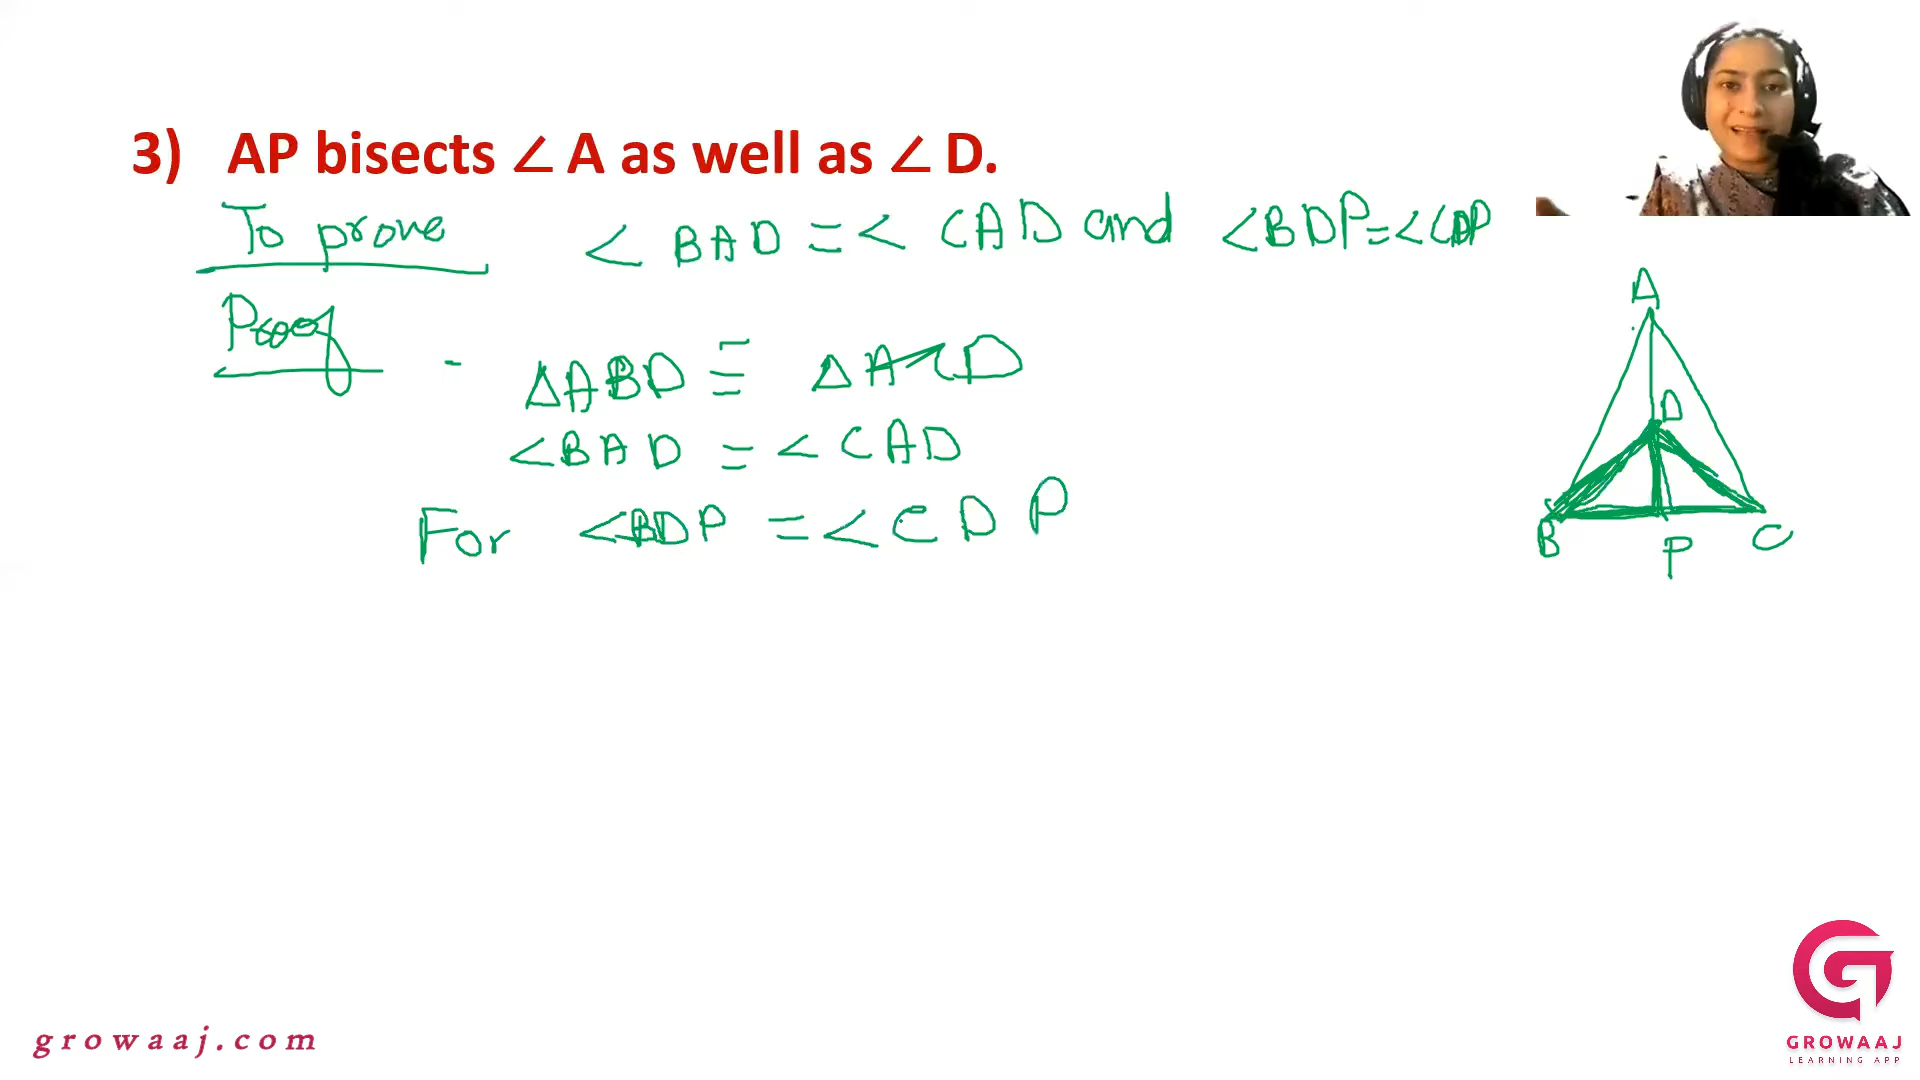 3) AP bisects ∠ A as well as ∠ D.
To prove ∠ BAD = ∠ CAD and ∠BDP = ∠CDP
Proof - ΔABD ≅ ΔACD
∠BAD = ∠CAD
For ∠BDP = ∠CDP
A
D
B P C
growaaj.com
G
GROWAAJ
LEARNING APP